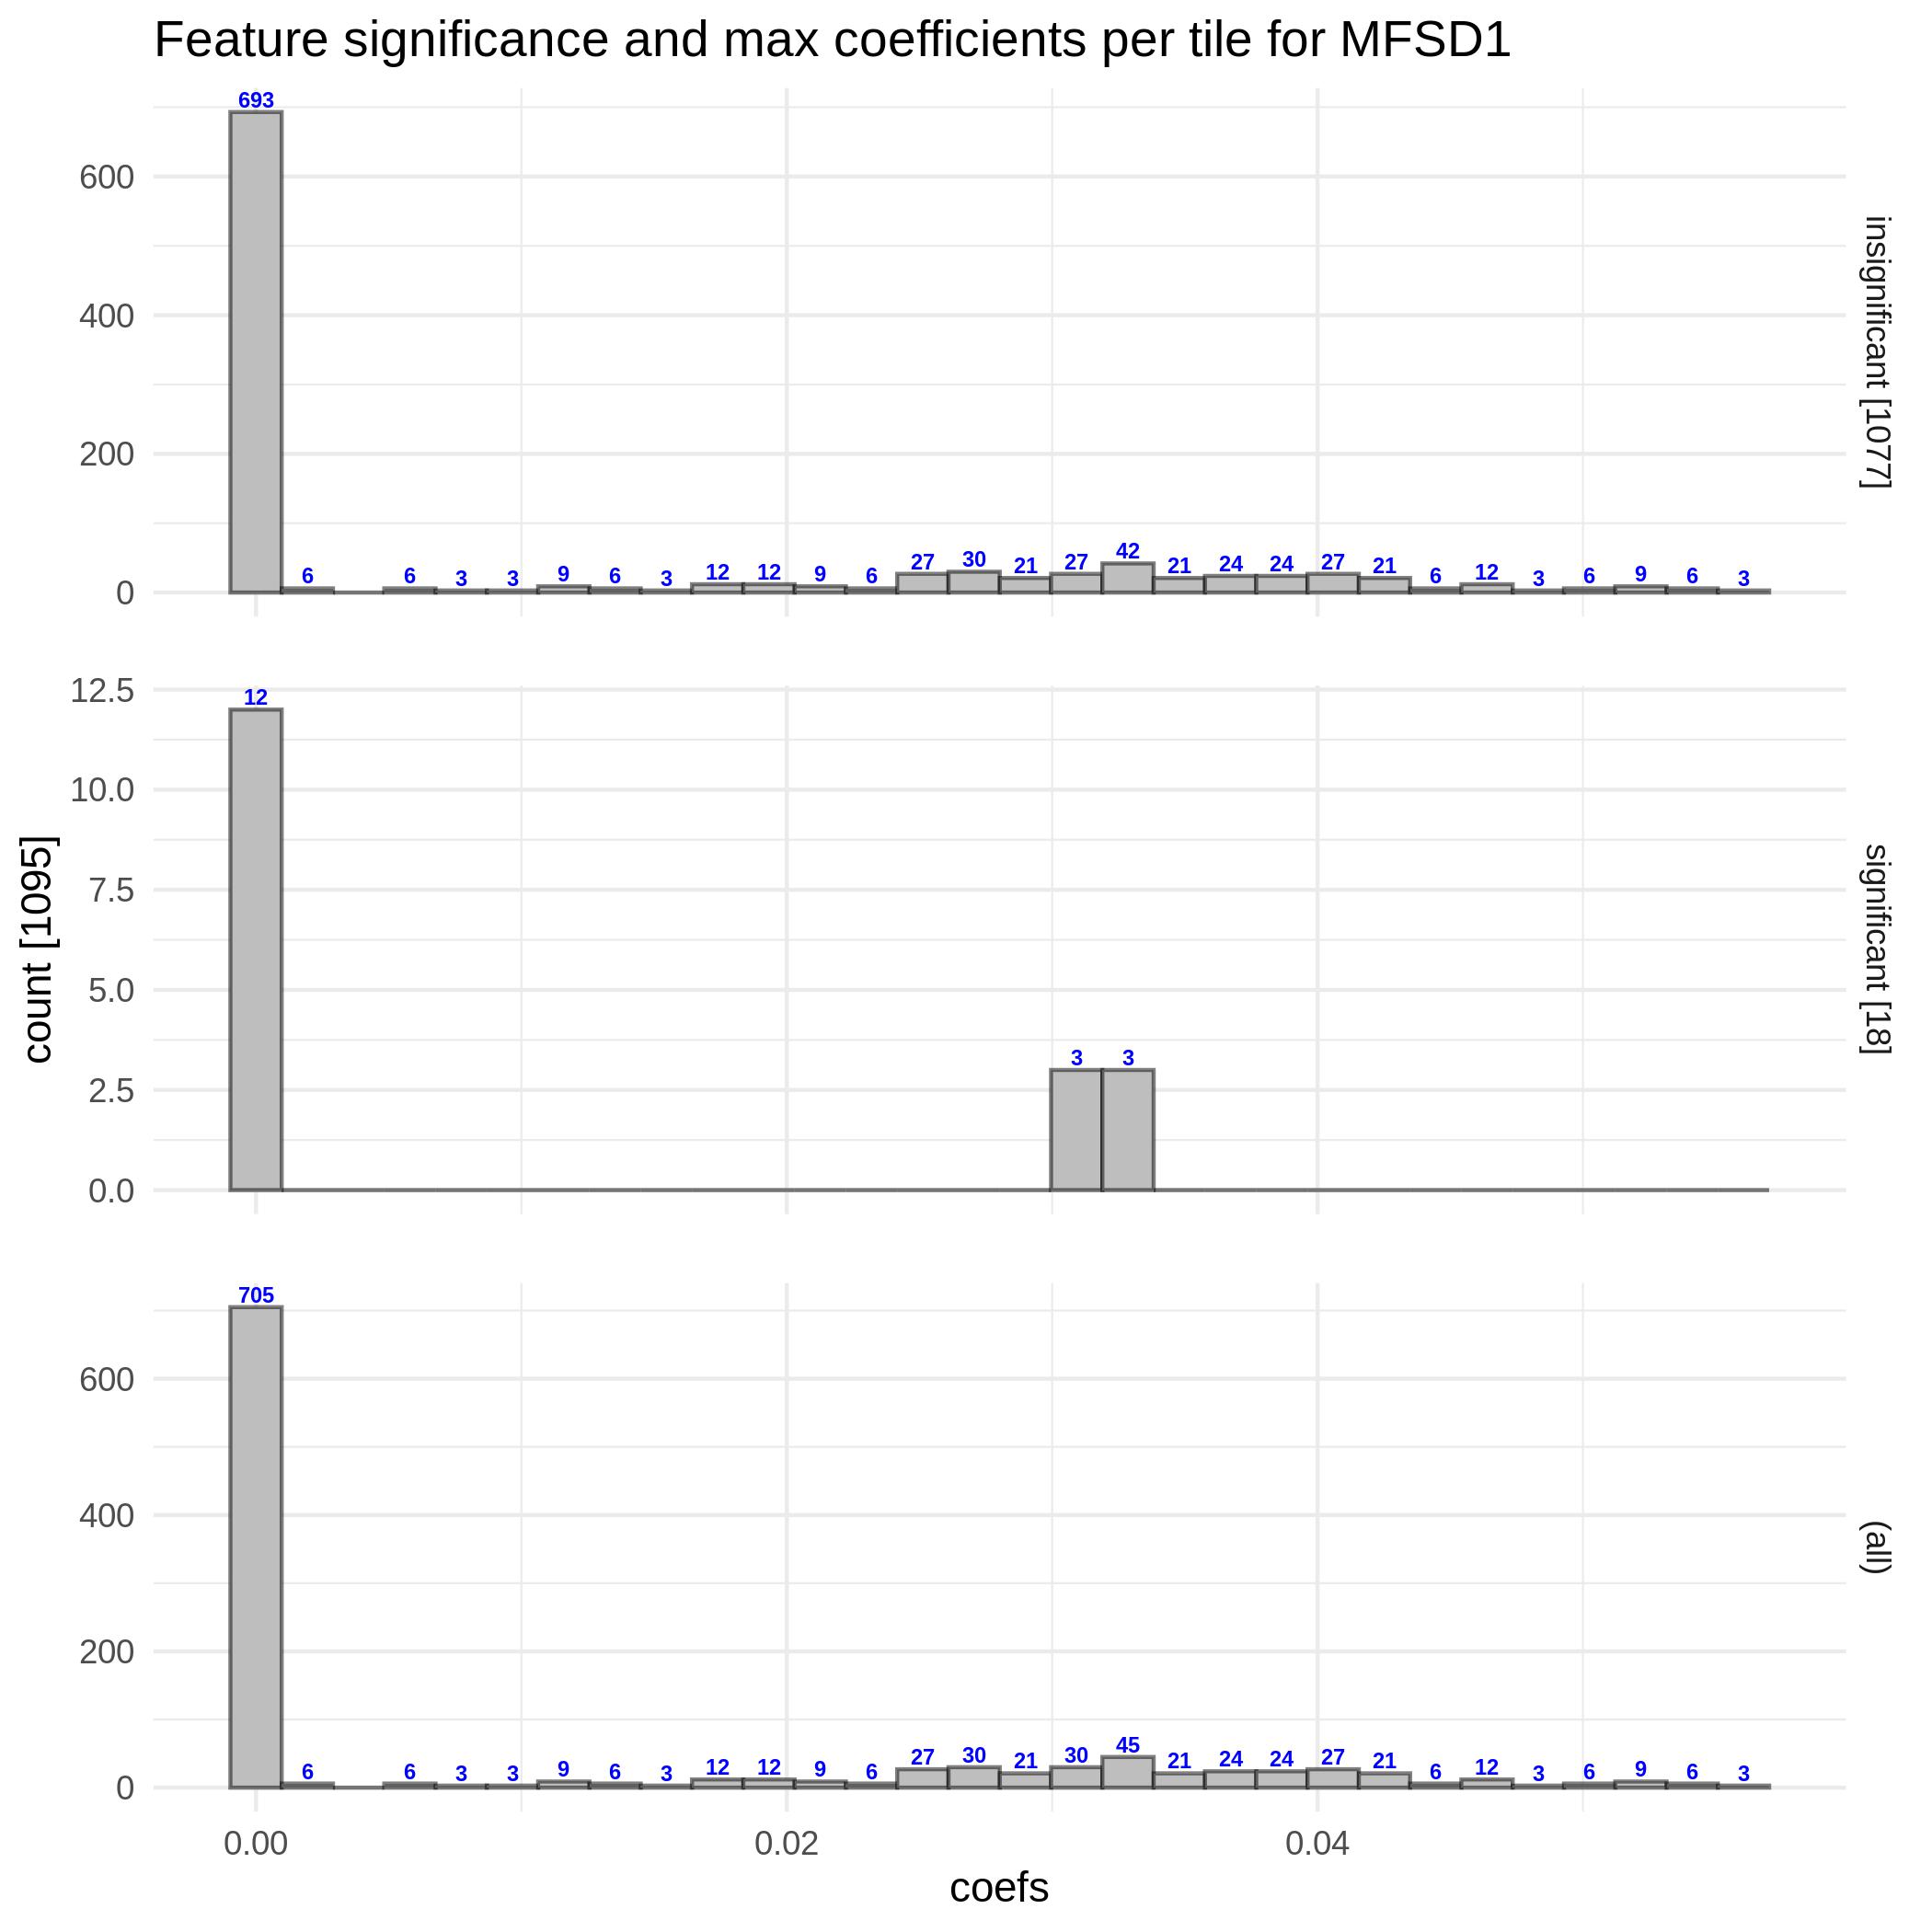 Feature significance and max coefficients per tile for MFSD1
693
600
400
200
0
6 6 3 3 9 6 3 12 12 9 6 27 30 21 27 42 21 24 24 27 21 6 12 3 6 9 6 3
insignificant [1077]
count [1095]
12.5
12
10.0
7.5
5.0
2.5
0.0
3 3
significant [18]
705
600
400
200
0
6 6 3 3 9 6 3 12 12 9 6 27 30 21 30 45 21 24 24 27 21 6 12 3 6 9 6 3
(all)
0.00 0.02 0.04
coefs